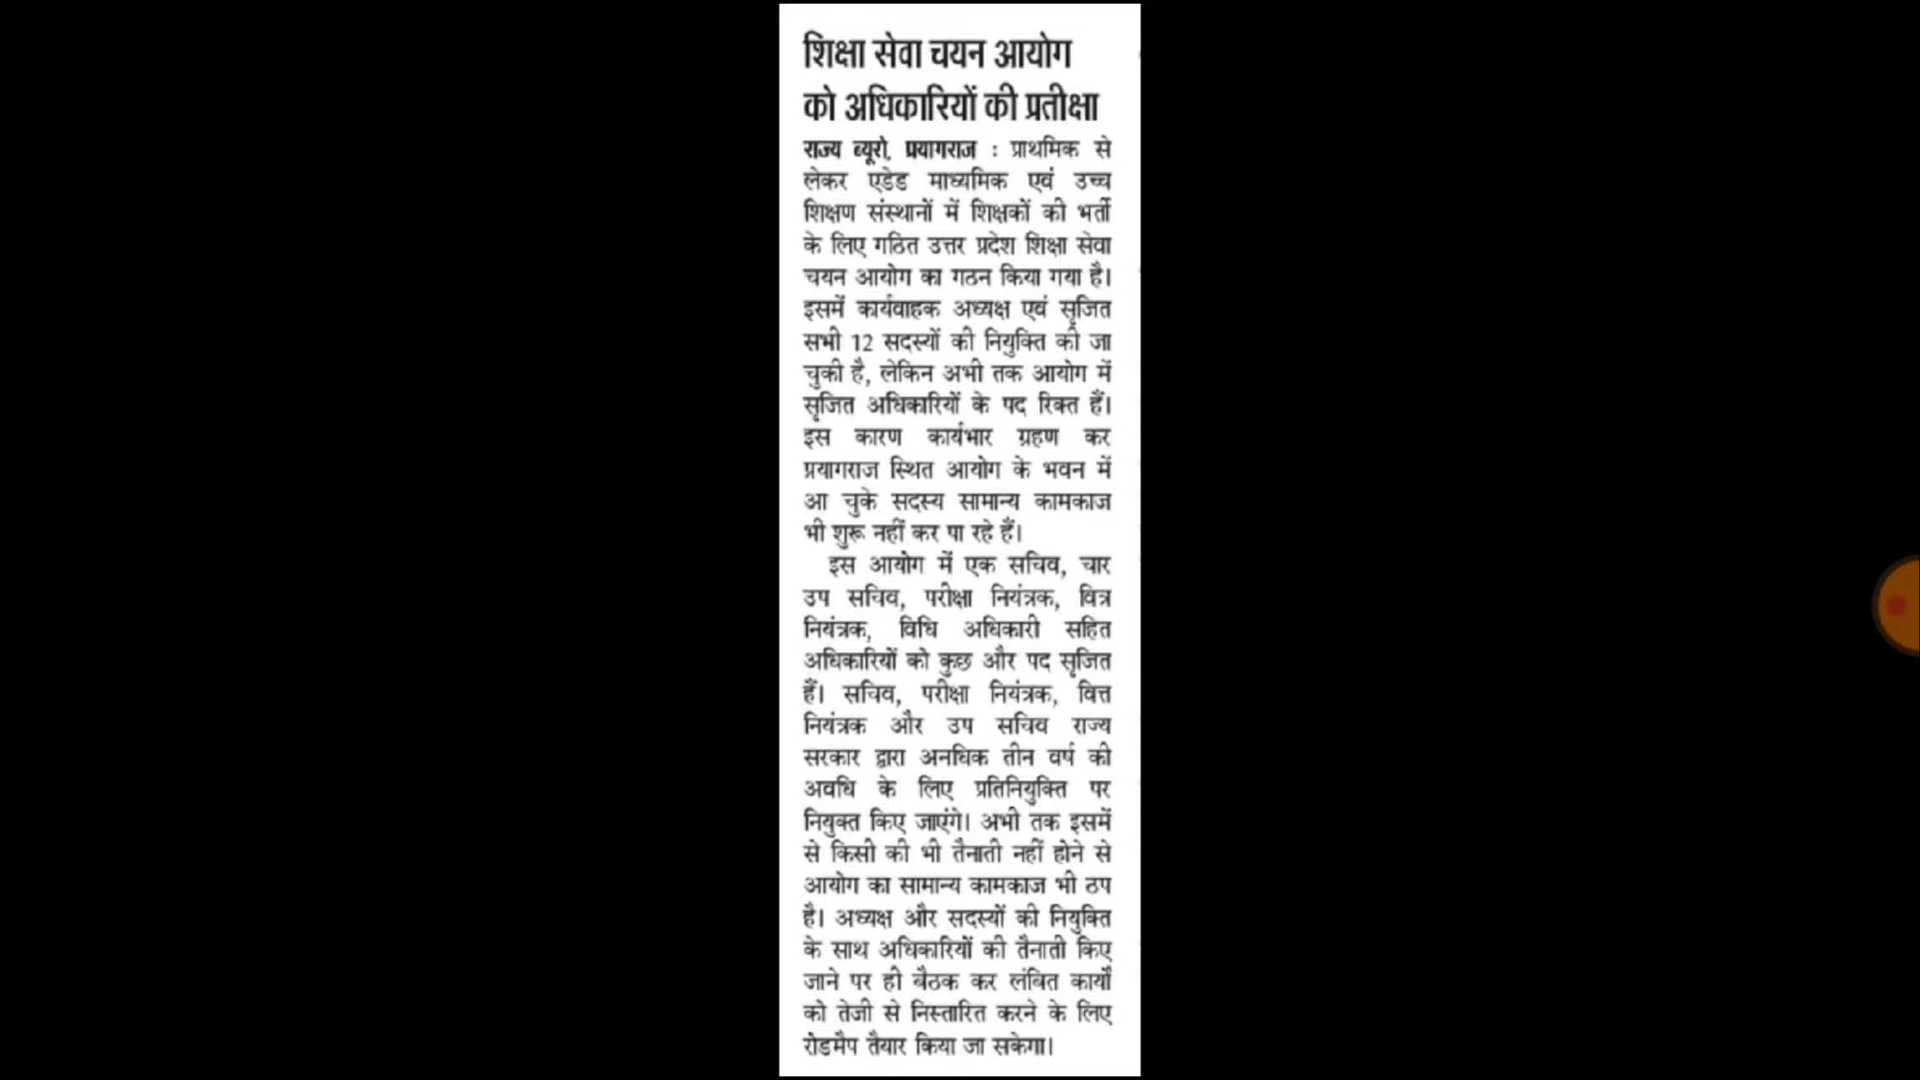 शिक्षा सेवा चयन आयोग
को अधिकारियों की प्रतीक्षा
राज्य ब्यूरो, प्रयागराज : प्राथमिक से
लेकर एडेड माध्यमिक एवं उच्च
शिक्षण संस्थानों में शिक्षकों की भर्ती
के लिए गठित उत्तर प्रदेश शिक्षा सेवा
चयन आयोग का गठन किया गया है।
इसमें कार्यवाहक अध्यक्ष एवं सृजित
सभी 12 सदस्यों की नियुक्ति की जा
चुकी है, लेकिन अभी तक आयोग में
सृजित अधिकारियों के पद रिक्त हैं।
इस कारण कार्यभार ग्रहण कर
प्रयागराज स्थित आयोग के भवन में
आ चुके सदस्य सामान्य कामकाज
भी शुरू नहीं कर पा रहे हैं।
इस आयोग में एक सचिव, चार
उप सचिव, परीक्षा नियंत्रक, वित्र
नियंत्रक, विधि अधिकारी सहित
अधिकारियों को कुछ और पद सृजित
हैं। सचिव, परीक्षा नियंत्रक, वित्त
नियंत्रक और उप सचिव राज्य
सरकार द्वारा अनधिक तीन वर्ष की
अवधि के लिए प्रतिनियुक्ति पर
नियुक्त किए जाएंगे। अभी तक इसमें
से किसी की भी तैनाती नहीं होने से
आयोग का सामान्य कामकाज भी ठप
है। अध्यक्ष और सदस्यों की नियुक्ति
के साथ अधिकारियों की तैनाती किए
जाने पर ही बैठक कर लंबित कार्यों
को तेजी से निस्तारित करने के लिए
रोडमैप तैयार किया जा सकेगा।